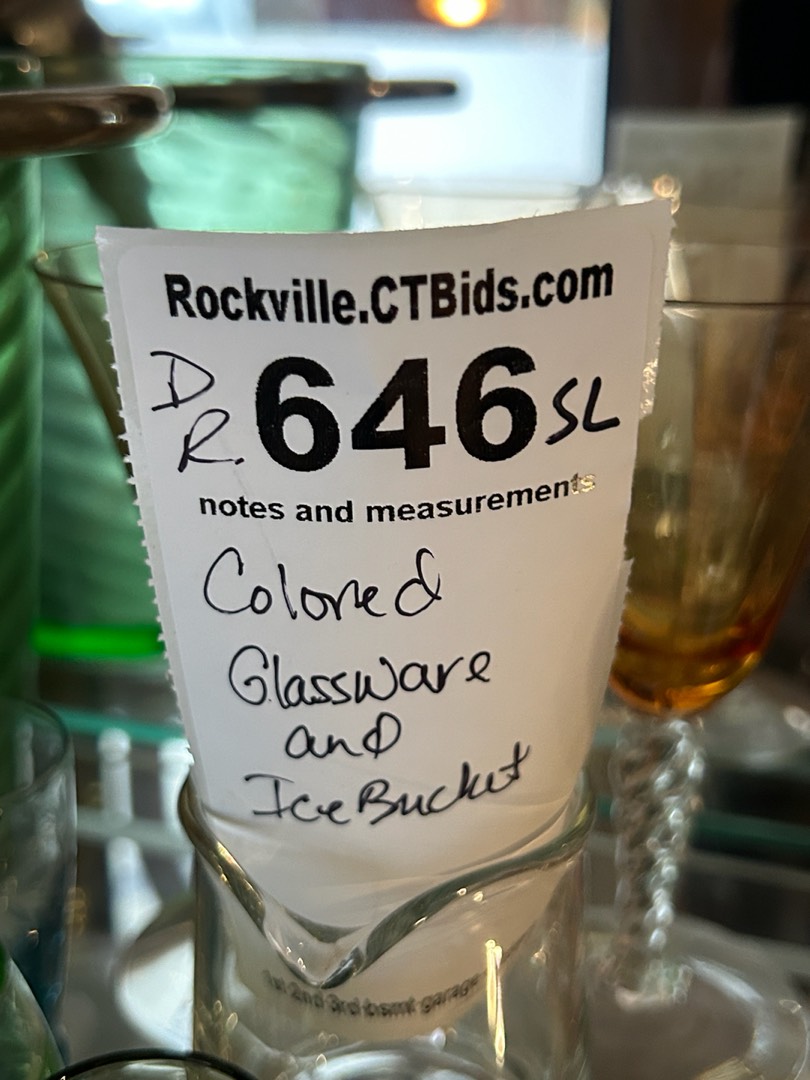 Rockville.CTBids.com
D
R. 646 SL
notes and measurements
Colored
Glassware
and
Ice Bucket
1st 2nd 3rd bsmt garage